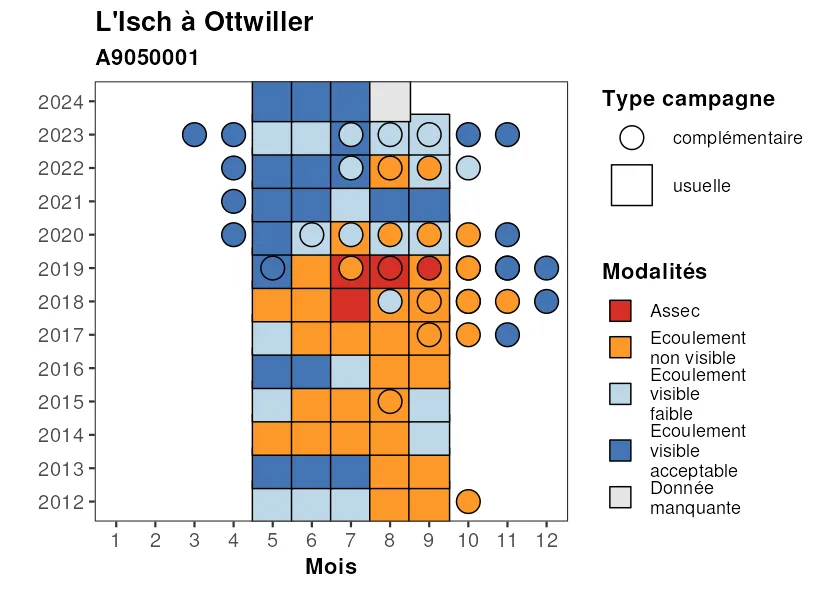 L'Isch à Ottwiller
A9050001
2024
2023
2022
2021
2020
2019
2018
2017
2016
2015
2014
2013
2012
1 2 3 4 5 6 7 8 9 10 11 12
Mois
Type campagne
complémentaire
usuelle
Modalités
Assec
Ecoulement
non visible
Ecoulement
visible
faible
Ecoulement
visible
acceptable
Donnée
manquante